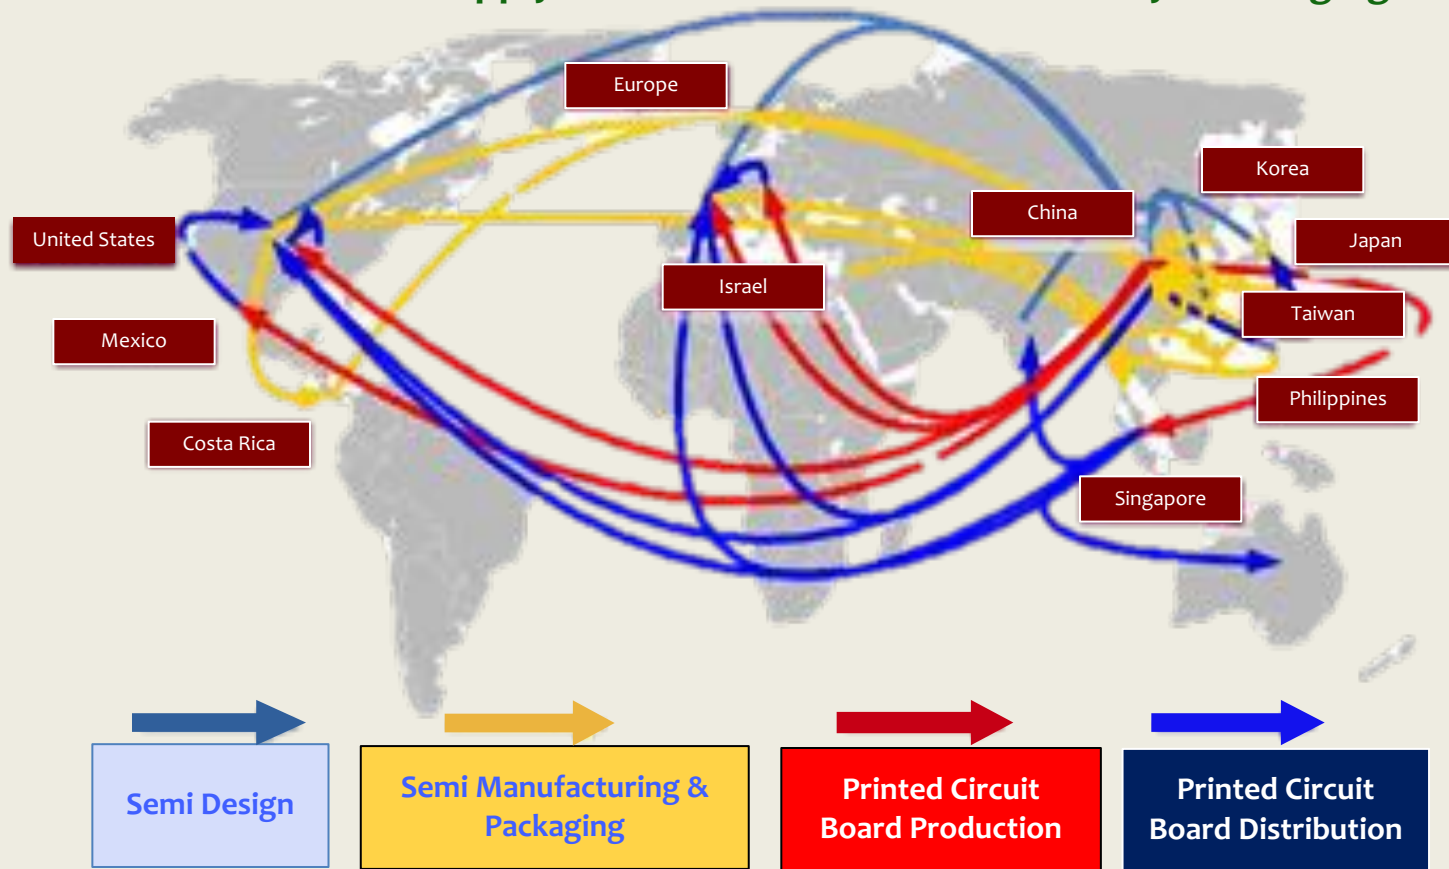 Europe
Korea
China
United States
Japan
Israel
Taiwan
Mexico
Philippines
Costa Rica
Singapore
Semi Design
Semi Manufacturing &
Packaging
Printed Circuit
Board Production
Printed Circuit
Board Distribution